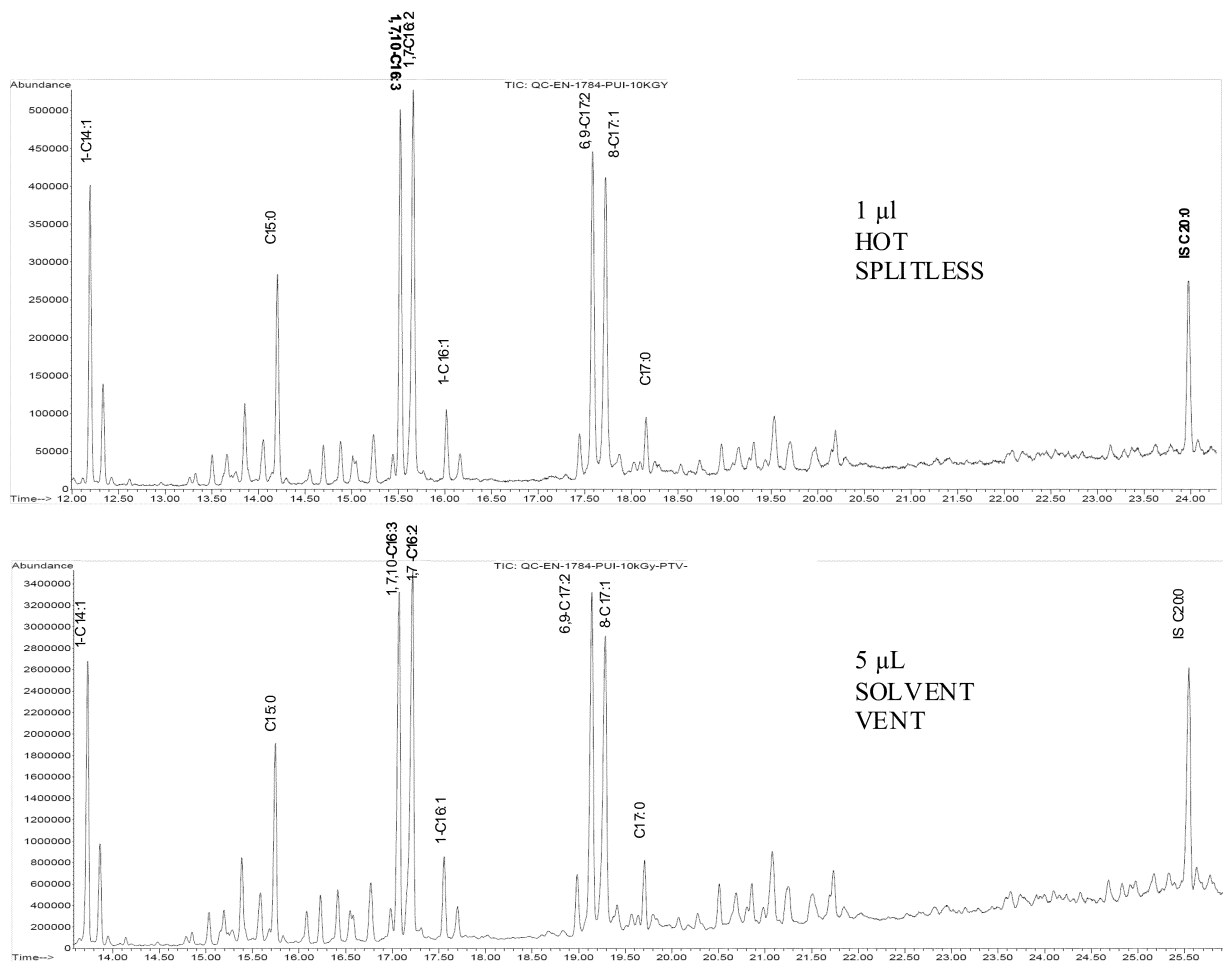 1,7,10-C16:3
1,7-C16:2
Abundance
TIC: QC-EN-1784-PUI-10KGY
500000
450000
400000
350000
300000
250000
200000
150000
100000
50000
0
1-C14:1
C15:0
1-C16:1
6,9-C17:2
8-C17:1
C17:0
1 µl
HOT
SPLITLESS
IS C20:0
Time-->
12.00 12.50 13.00 13.50 14.00 14.50 15.00 15.50 16.00 16.50 17.00 17.50 18.00 18.50 19.00 19.50 20.00 20.50 21.00 21.50 22.00 22.50 23.00 23.50 24.00
1,7,10-C16:3
1,7-C16:2
Abundance
TIC: QC-EN-1784-PUI-10kGy-PTV-
3400000
3200000
3000000
2800000
2600000
2400000
2200000
2000000
1800000
1600000
1400000
1200000
1000000
800000
600000
400000
200000
0
1-C14:1
C15:0
1-C16:1
6,9-C17:2
8-C17:1
C17:0
5 µL
SOLVENT
VENT
IS C20:0
Time-->
14.00 14.50 15.00 15.50 16.00 16.50 17.00 17.50 18.00 18.50 19.00 19.50 20.00 20.50 21.00 21.50 22.00 22.50 23.00 23.50 24.00 24.50 25.00 25.50